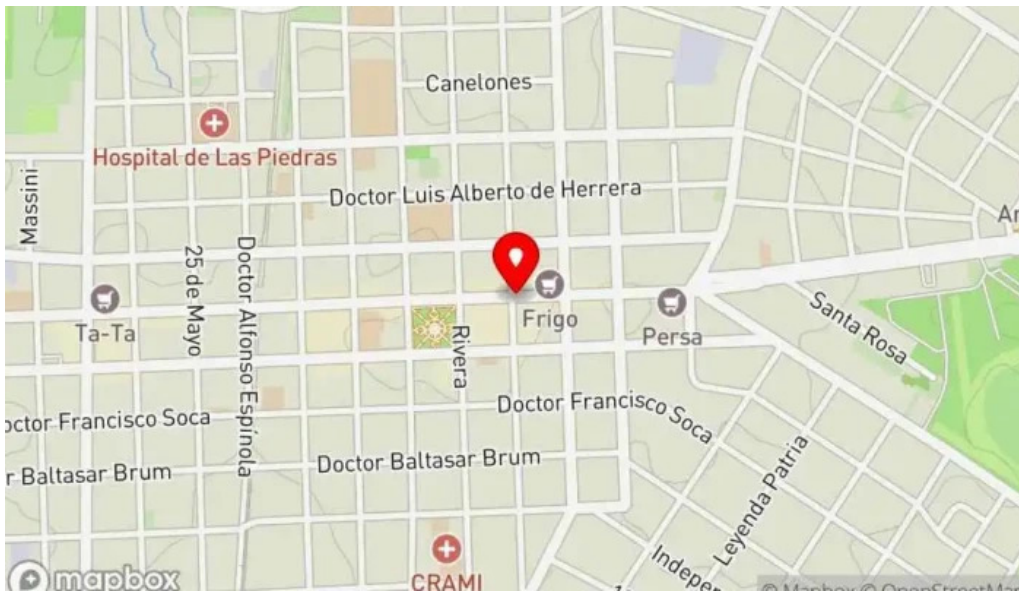 Canelones
Hospital de Las Piedras
Doctor Luis Alberto de Herrera
Massini
25 de Mayo
Doctor Alfonso Espínola
Ta-Ta
Frigo
Persa
Santa Rosa
Rivera
Doctor Francisco Soca
Doctor Francisco Soca
Doctor Baltasar Brum
Baltasar Brum
Leyenda Patria
CRAMI
mapbox
© Mapbox © OpenStreetMap